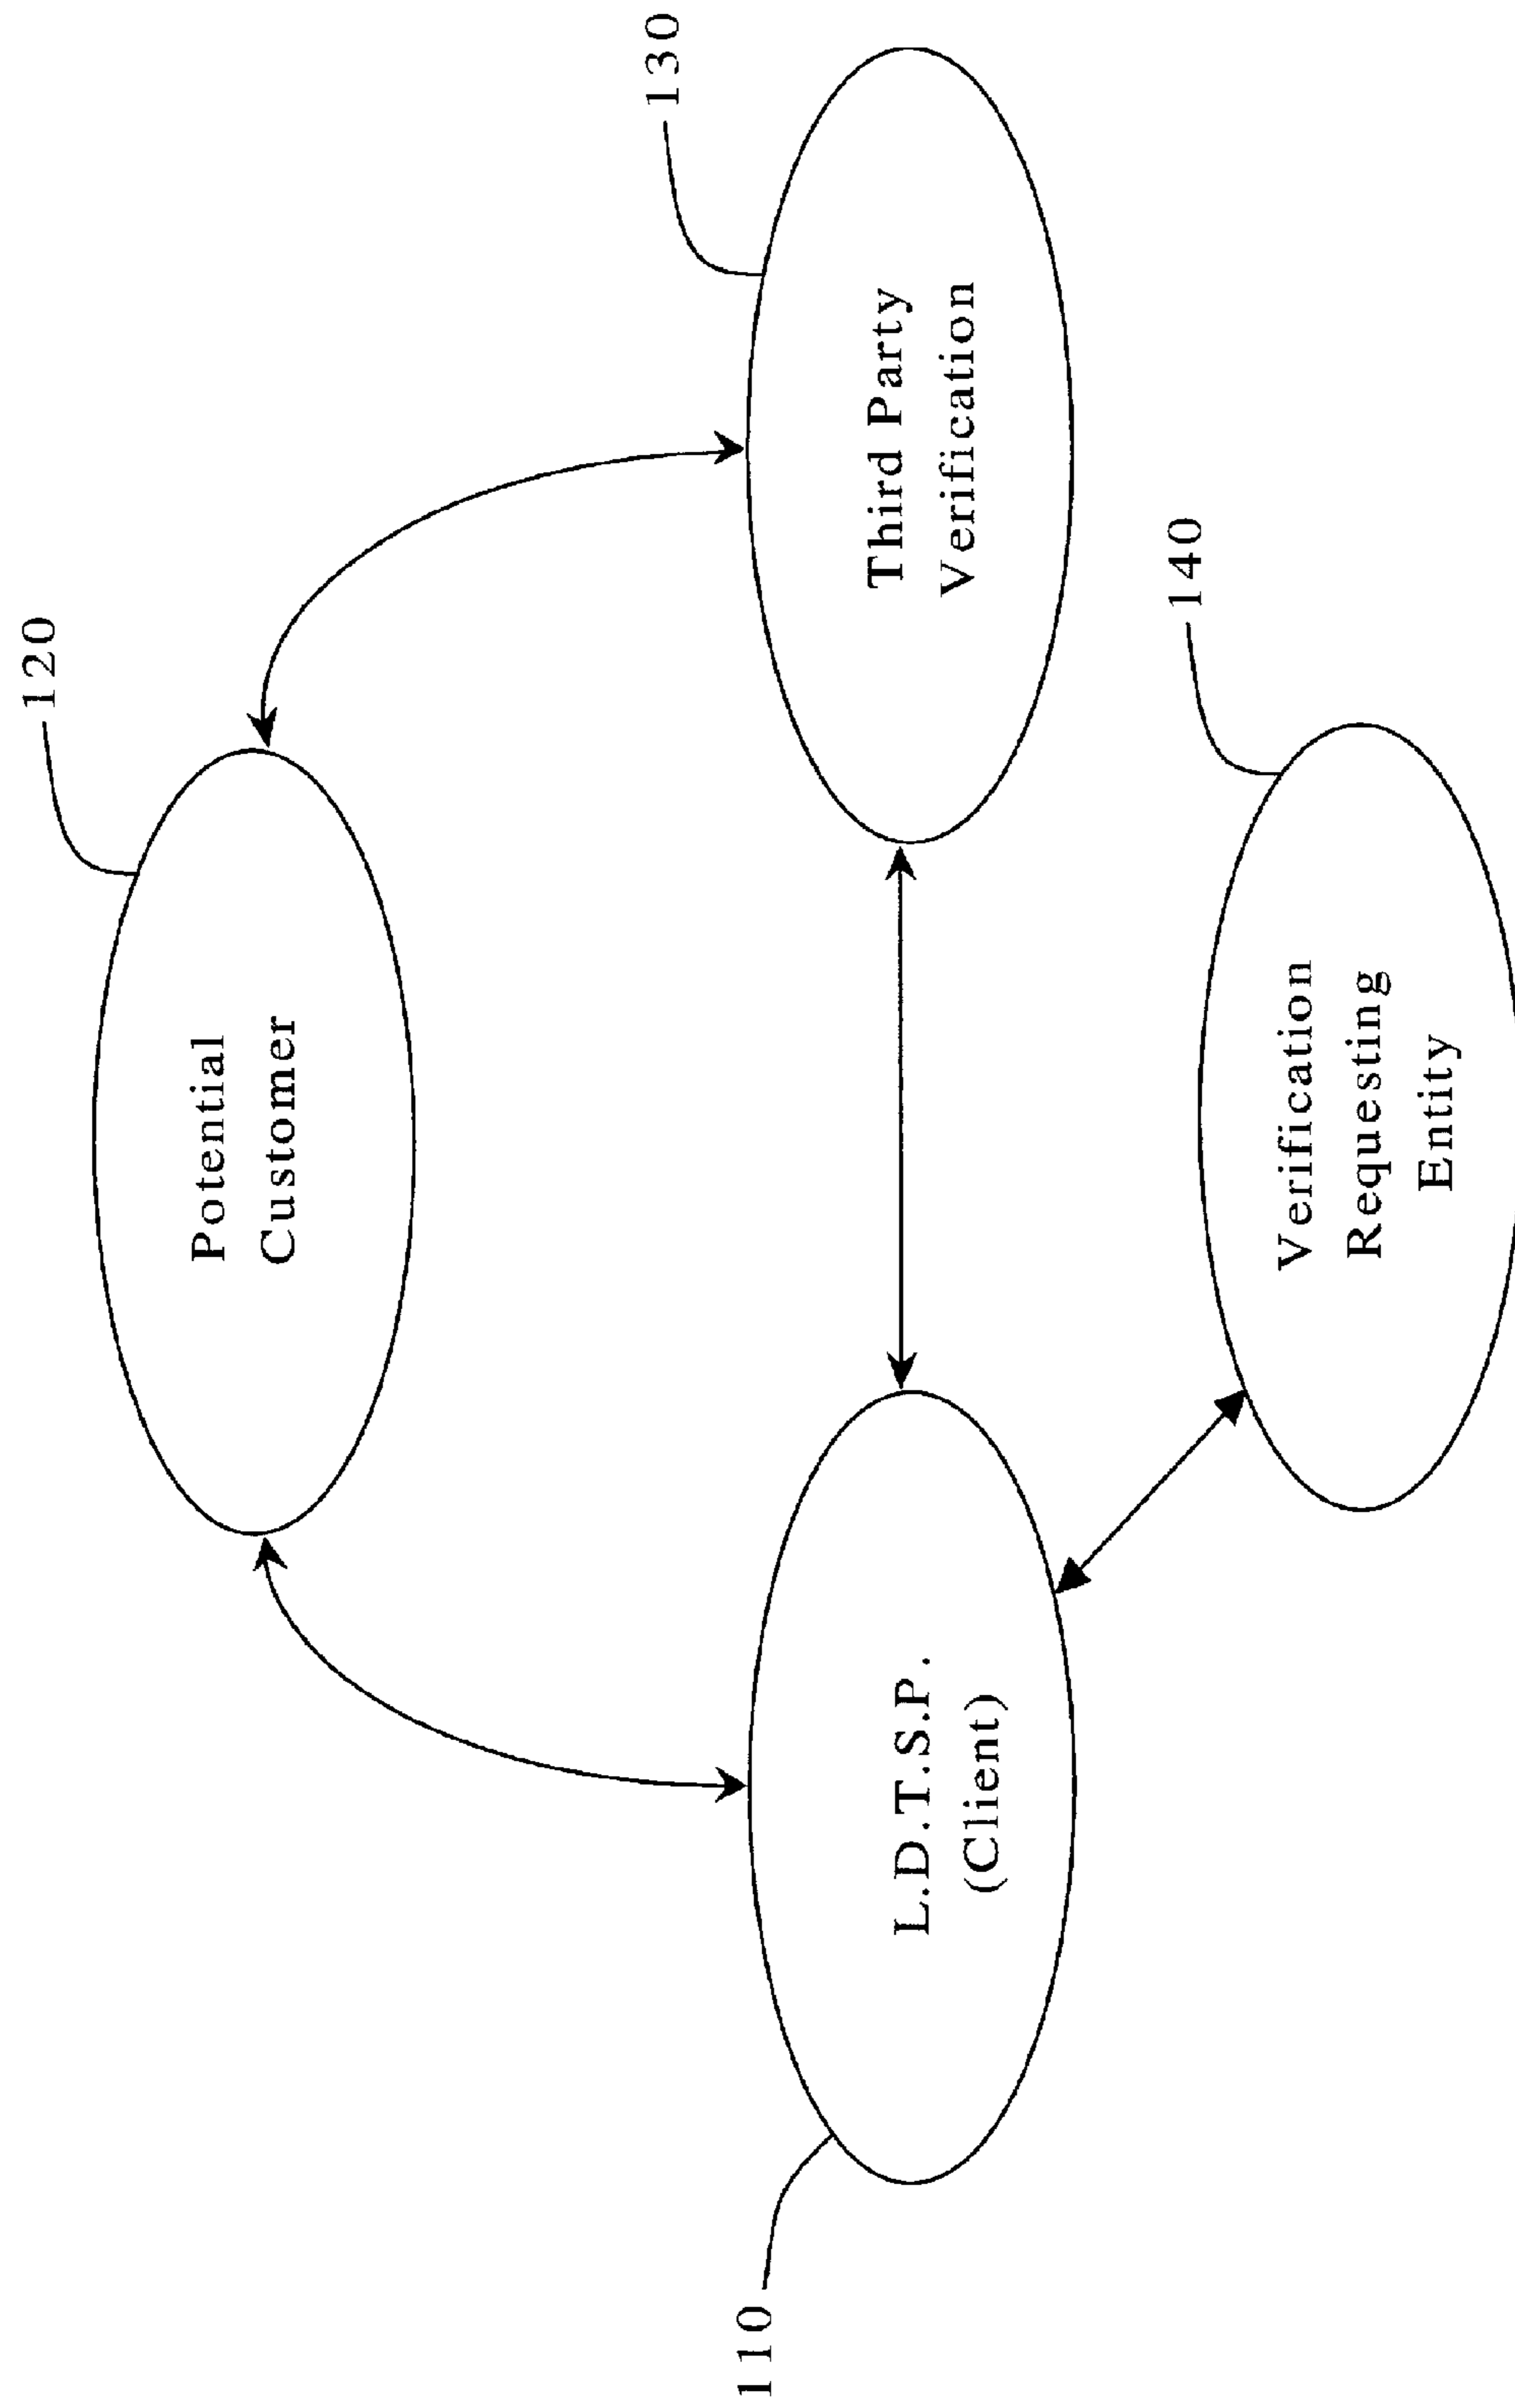 120
Potential
Customer
130
110
L.D.T.S.P.
(Client)
Third Party
Verification
140
Verification
Requesting
Entity